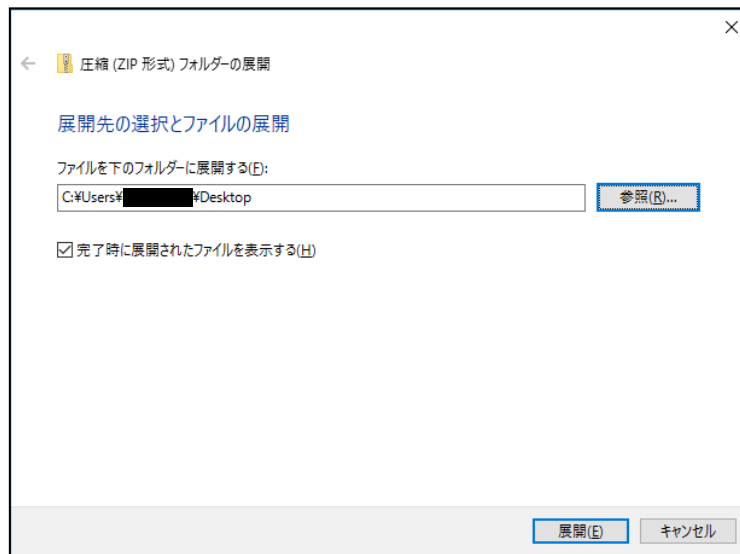 圧縮 (ZIP 形式) フォルダーの展開
展開先の選択とファイルの展開
ファイルを下のフォルダーに展開する(F):
C:¥Users¥ ¥Desktop
参照(R)...
完了時に展開されたファイルを表示する(H)
展開(E)
キャンセル